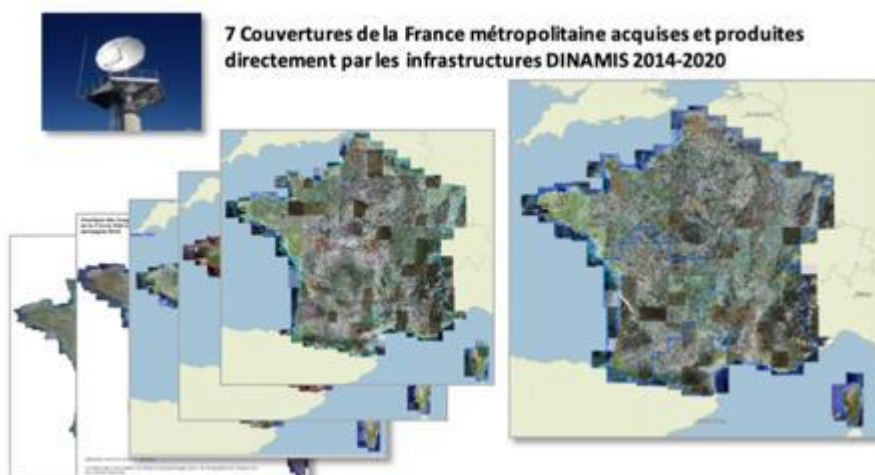 7 Couvertures de la France métropolitaine acquises et produites
directement par les infrastructures DINAMIS 2014-2020